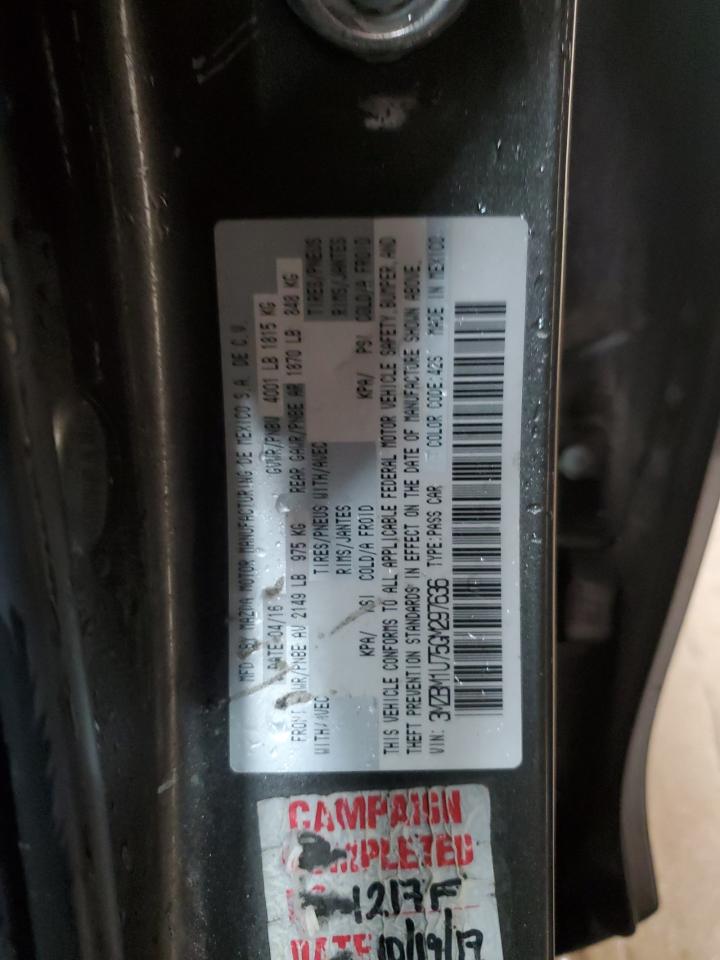 MFD BY MAZDA MOTOR MANUFACTURING DE MEXICO S.A. DE C.V.
DATE:04/16 GVWR/PNBV 4001 LB 1815 KG
FRONT GAWR/PNBE AV 2149 LB 975 KG REAR GAWR/PNBE AR 1870 LB 848 KG
WITH/AVEC TIRES/PNEUS WITH/AVEC TIRES/PNEUS
RIMS/JANTES RIMS/JANTES
KPA/ PSI COLD/A FROID KPA/ PSI COLD/A FROID
THIS VEHICLE CONFORMS TO ALL APPLICABLE FEDERAL MOTOR VEHICLE SAFETY, BUMPER, AND
THEFT PREVENTION STANDARDS IN EFFECT ON THE DATE OF MANUFACTURE SHOWN ABOVE.
VIN: 3MZBM1U75GM297636 TYPE:PASS CAR COLOR CODE:42S MADE IN MEXICO
CAMPAIGN
COMPLETED
1217F
DATE 10/19/17